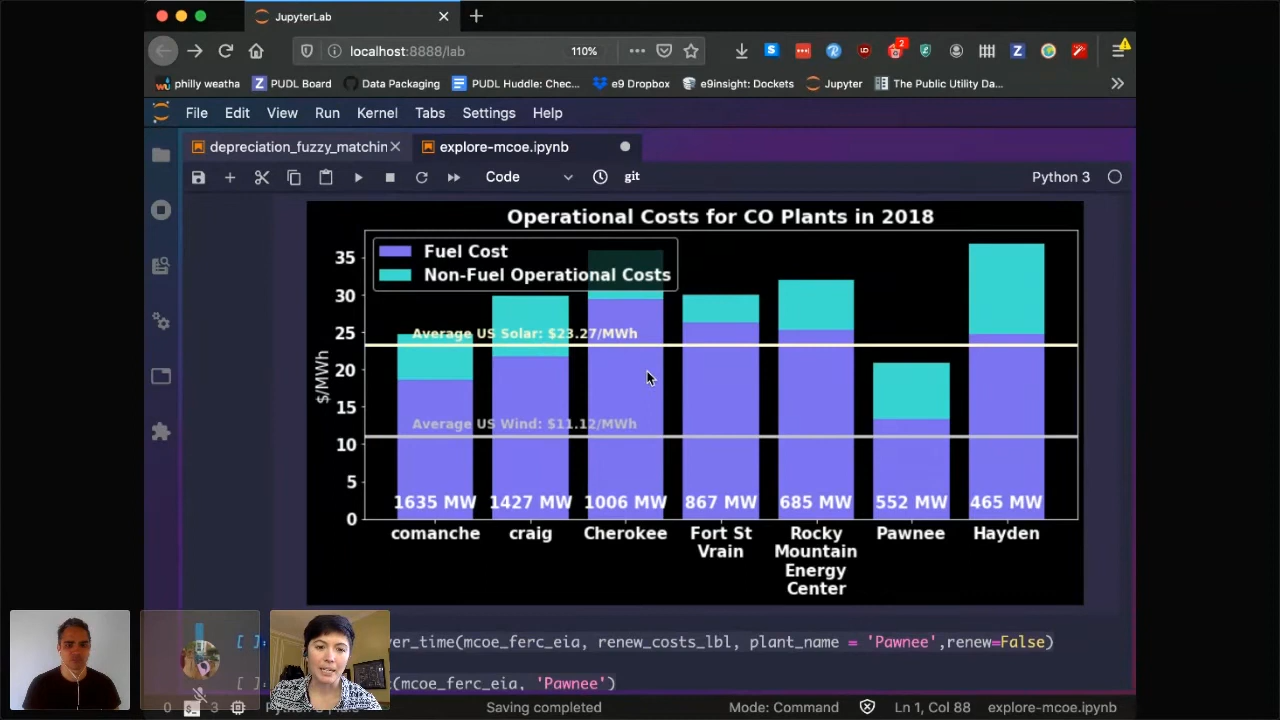 JupyterLab
localhost:8888/lab 110%
philly weatha PUDL Board Data Packaging PUDL Huddle: Chec... e9 Dropbox e9insight: Dockets Jupyter The Public Utility Da...
File Edit View Run Kernel Tabs Settings Help
depreciation_fuzzy_matchin explore-mcoe.ipynb
Code git Python 3
Operational Costs for CO Plants in 2018
Fuel Cost
Non-Fuel Operational Costs
$/MWh
35
30
25
20
15
10
5
0
Average US Solar: $23.27/MWh
Average US Wind: $11.12/MWh
1635 MW 1427 MW 1006 MW 867 MW 685 MW 552 MW 465 MW
comanche craig Cherokee Fort St Vrain Rocky Mountain Energy Center Pawnee Hayden
[ ]: ver_time(mcoe_ferc_eia, renew_costs_lbl, plant_name = 'Pawnee',renew=False)
[ ]: (mcoe_ferc_eia, 'Pawnee')
0 3 Saving completed Mode: Command Ln 1, Col 88 explore-mcoe.ipynb